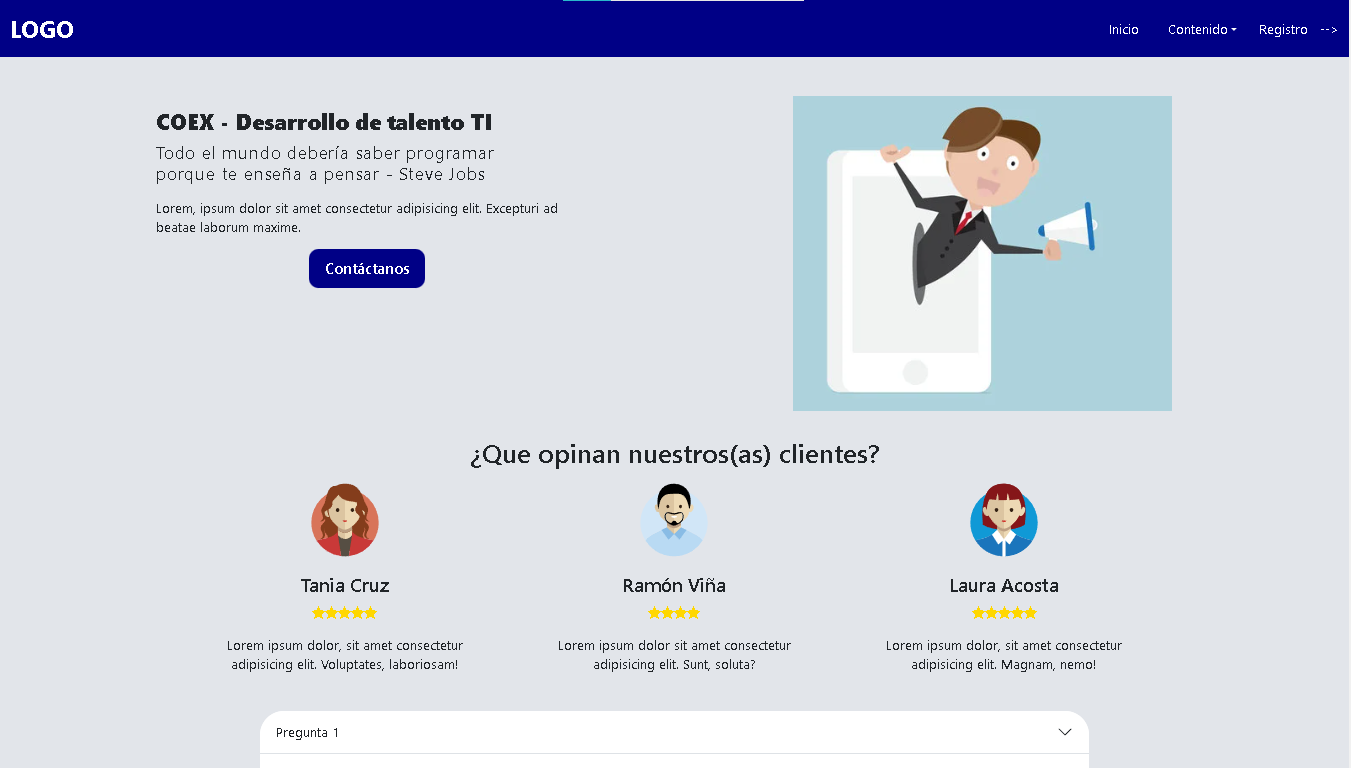 LOGO
Inicio Contenido Registro -->
COEX - Desarrollo de talento TI
Todo el mundo debería saber programar
porque te enseña a pensar - Steve Jobs
Lorem, ipsum dolor sit amet consectetur adipisicing elit. Excepturi ad
beatae laborum maxime.
Contáctanos
¿Que opinan nuestros(as) clientes?
Tania Cruz
Lorem ipsum dolor, sit amet consectetur
adipisicing elit. Voluptates, laboriosam!
Ramón Viña
Lorem ipsum dolor sit amet consectetur
adipisicing elit. Sunt, soluta?
Laura Acosta
Lorem ipsum dolor, sit amet consectetur
adipisicing elit. Magnam, nemo!
Pregunta 1